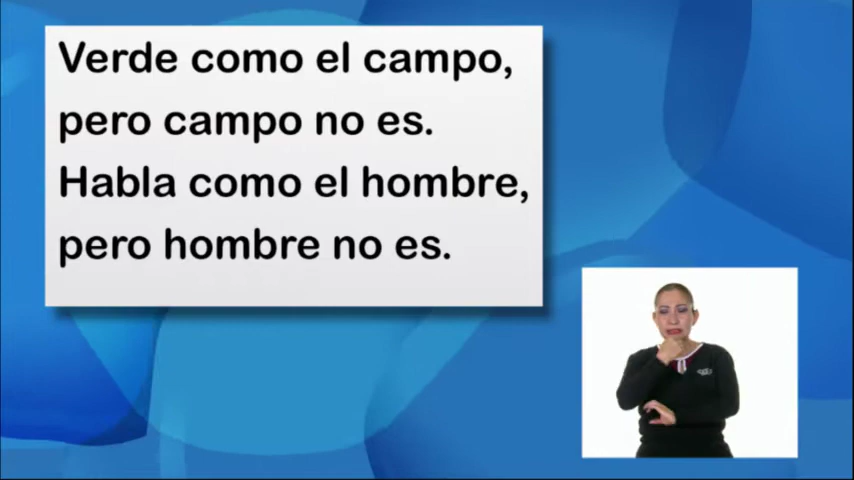 Verde como el campo,
pero campo no es.
Habla como el hombre,
pero hombre no es.